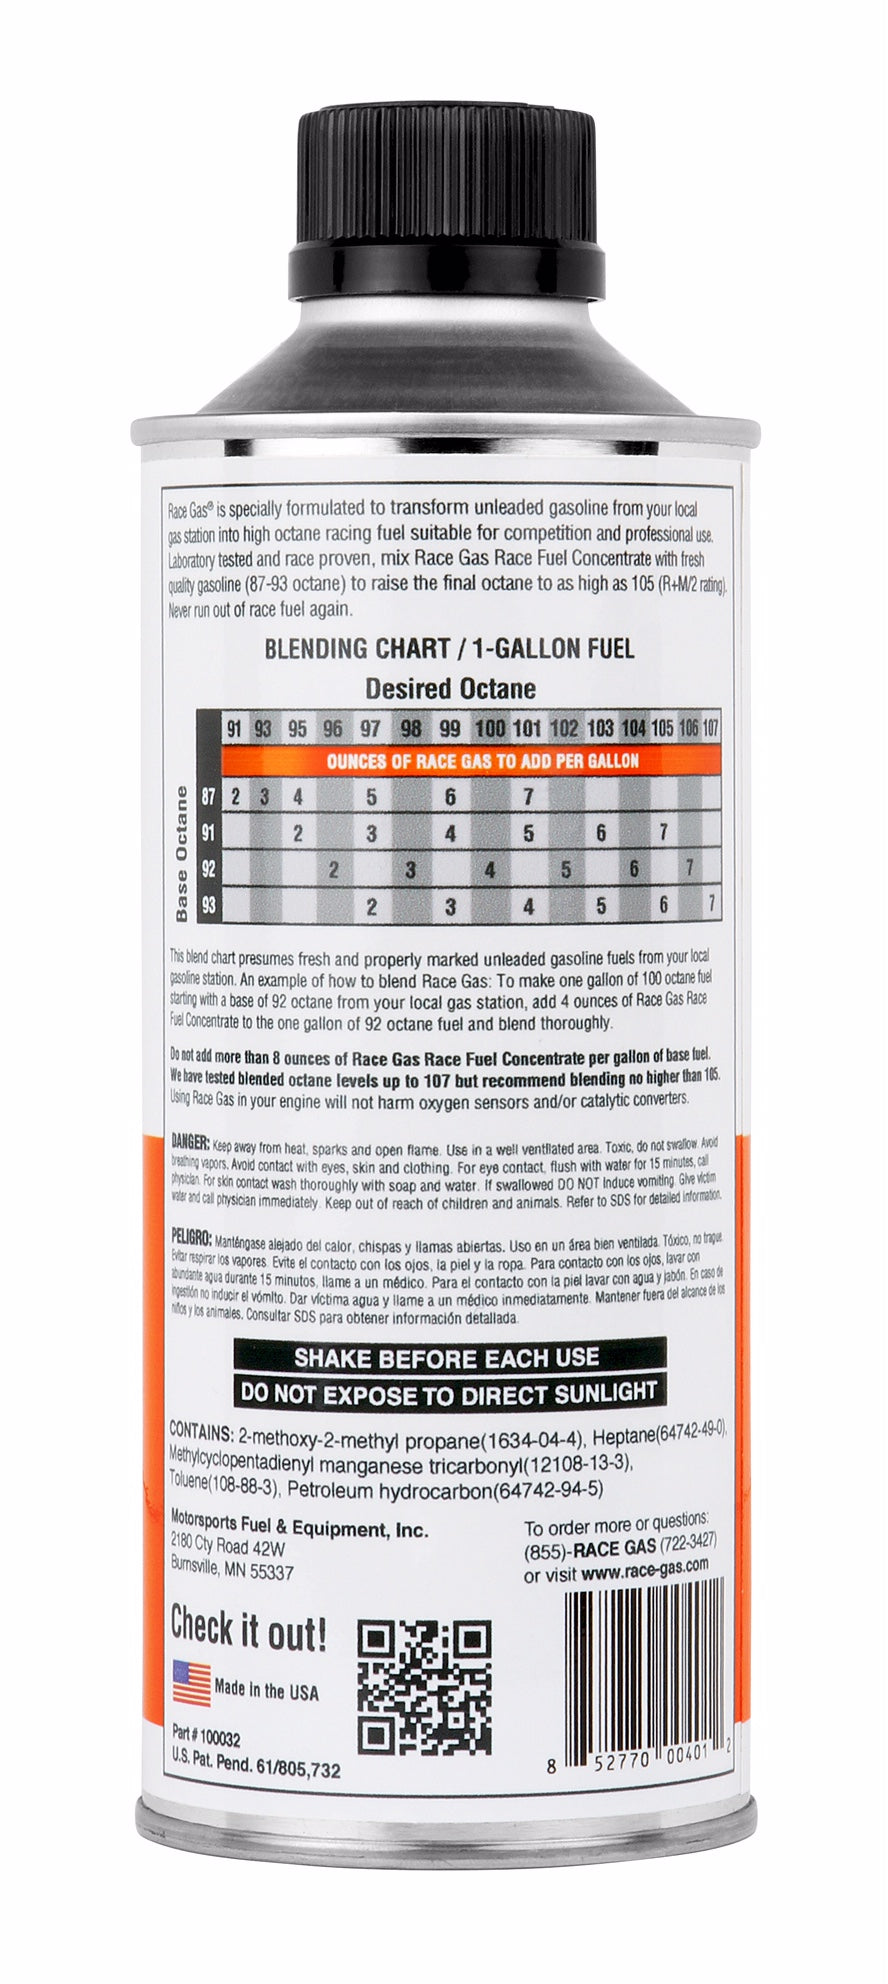 Race Gas® is specially formulated to transform unleaded gasoline from your local
gas station into high octane racing fuel suitable for competition and professional use.
Laboratory tested and race proven, mix Race Gas Race Fuel Concentrate with fresh
quality gasoline (87-93 octane) to raise the final octane to as high as 105 (R+M/2 rating).
Never run out of race fuel again.
BLENDING CHART / 1-GALLON FUEL
Desired Octane
91 93 95 96 97 98 99 100 101 102 103 104 105 106 107
OUNCES OF RACE GAS TO ADD PER GALLON
Base Octane
87 2 3 4 5 6 7
91 2 3 4 5 6 7
92 2 3 4 5 6 7
93 2 3 4 5 6 7
This blend chart presumes fresh and properly marked unleaded gasoline fuels from your local
gasoline station. An example of how to blend Race Gas: To make one gallon of 100 octane fuel
starting with a base of 92 octane from your local gas station, add 4 ounces of Race Gas Race
Fuel Concentrate to the one gallon of 92 octane fuel and blend thoroughly.
Do not add more than 8 ounces of Race Gas Race Fuel Concentrate per gallon of base fuel.
We have tested blended octane levels up to 107 but recommend blending no higher than 105.
Using Race Gas in your engine will not harm oxygen sensors and/or catalytic converters.
DANGER: Keep away from heat, sparks and open flame. Use in a well ventilated area. Toxic, do not swallow. Avoid
breathing vapors. Avoid contact with eyes, skin and clothing. For eye contact, flush with water for 15 minutes, call
physician. For skin contact wash thoroughly with soap and water. If swallowed DO NOT Induce vomiting. Give victim
water and call physician immediately. Keep out of reach of children and animals. Refer to SDS for detailed information.
PELIGRO: Manténgase alejado del calor, chispas y llamas abiertas. Uso en un área bien ventilada. Tóxico, no trague.
Evitar respirar los vapores. Evite el contacto con los ojos, la piel y la ropa. Para contacto con los ojos, lavar con
abundante agua durante 15 minutos, llame a un médico. Para el contacto con la piel lavar con agua y jabón. En caso de
ingestión no inducir el vómito. Dar víctima agua y llame a un médico inmediatamente. Mantener fuera del alcance de los
niños y los animales. Consultar SDS para obtener información detallada.
SHAKE BEFORE EACH USE
DO NOT EXPOSE TO DIRECT SUNLIGHT
CONTAINS: 2-methoxy-2-methyl propane(1634-04-4), Heptane(64742-49-0),
Methylcyclopentadienyl manganese tricarbonyl(12108-13-3),
Toluene(108-88-3), Petroleum hydrocarbon(64742-94-5)
Motorsports Fuel & Equipment, Inc.
2180 Cty Road 42W
Burnsville, MN 55337
To order more or questions:
(855)-RACE GAS (722-3427)
or visit www.race-gas.com
Check it out!
Made in the USA
Part # 100032
U.S. Pat. Pend. 61/805,732
8 52770 00401 2